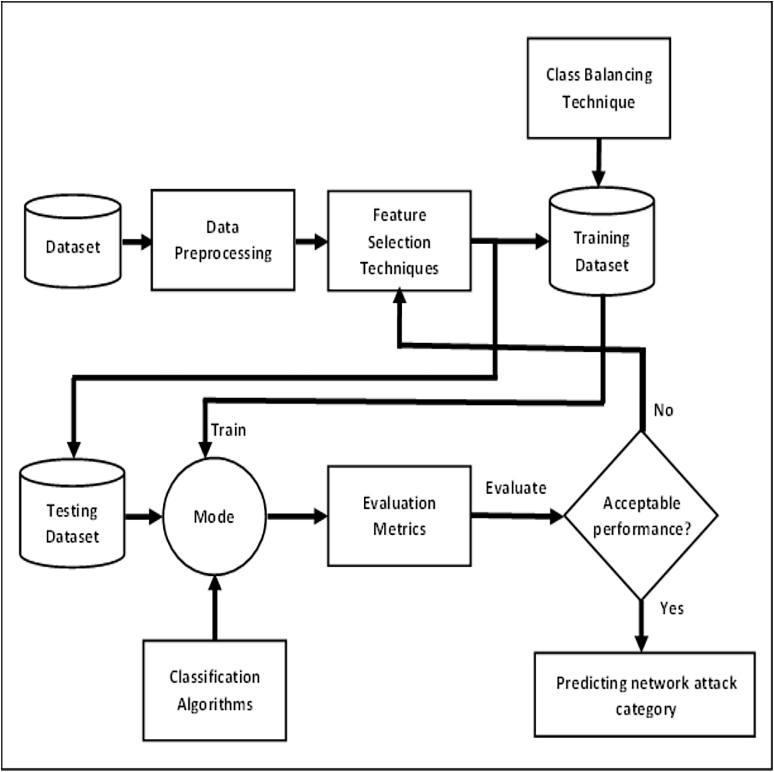 Class Balancing
Technique
Dataset
Data
Preprocessing
Feature
Selection
Techniques
Training
Dataset
No
Train
Testing
Dataset
Mode
Evaluation
Metrics
Evaluate
Acceptable
performance?
Yes
Classification
Algorithms
Predicting network attack
category